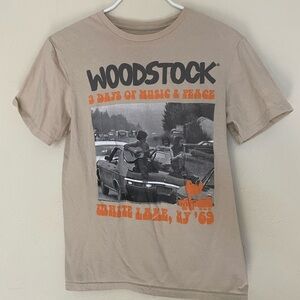 WOODSTOCK®
3 DAYS OF MUSIC & PEACE
WHITE LAKE, NY '69